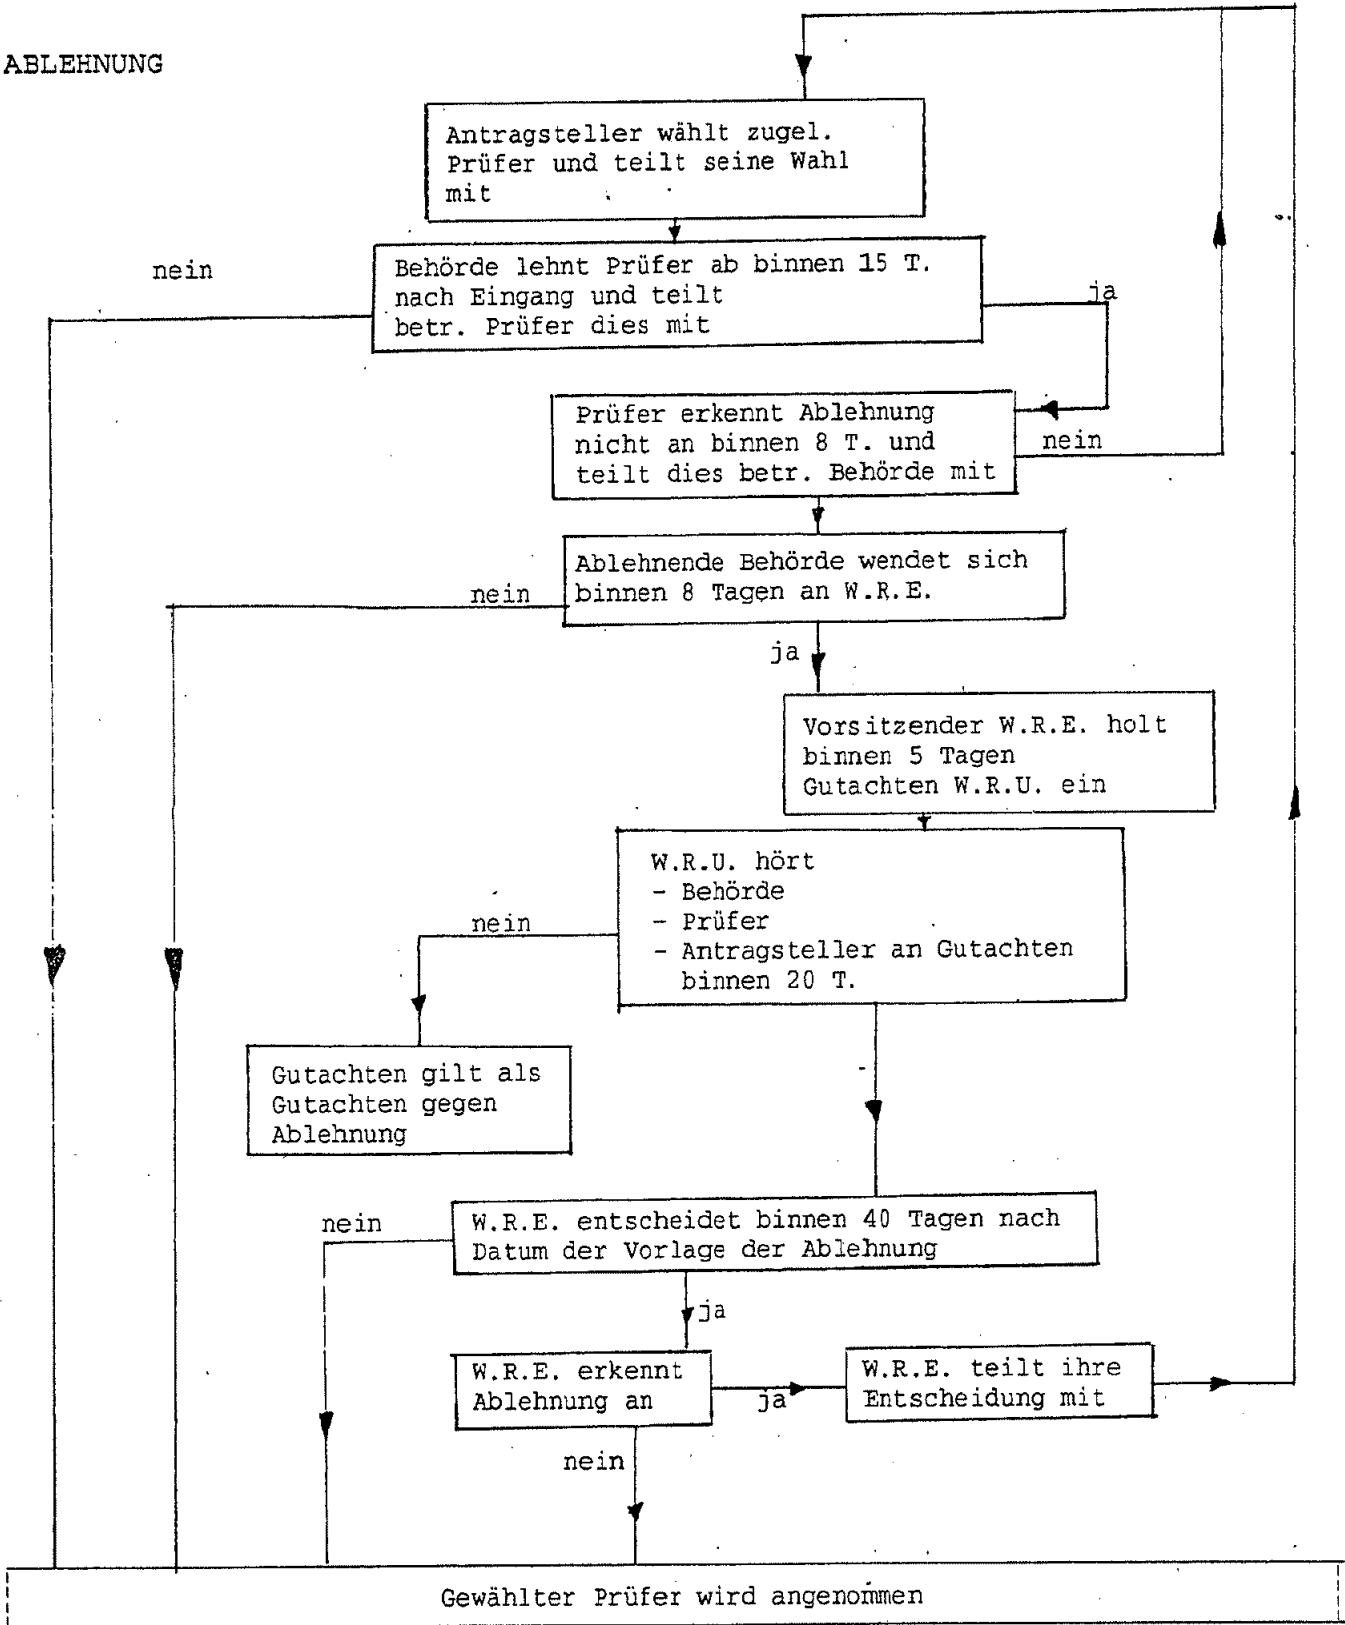 ABLEHNUNG
Antragsteller wählt zugel.
Prüfer und teilt seine Wahl
mit
nein
Behörde lehnt Prüfer ab binnen 15 T.
nach Eingang und teilt
betr. Prüfer dies mit
ja
Prüfer erkennt Ablehnung
nicht an binnen 8 T. und
teilt dies betr. Behörde mit
nein
Ablehnende Behörde wendet sich
binnen 8 Tagen an W.R.E.
nein
ja
Vorsitzender W.R.E. holt
binnen 5 Tagen
Gutachten W.R.U. ein
W.R.U. hört
- Behörde
- Prüfer
- Antragsteller an Gutachten
binnen 20 T.
nein
Gutachten gilt als
Gutachten gegen
Ablehnung
nein
W.R.E. entscheidet binnen 40 Tagen nach
Datum der Vorlage der Ablehnung
ja
W.R.E. erkennt
Ablehnung an
ja
W.R.E. teilt ihre
Entscheidung mit
nein
Gewählter Prüfer wird angenommen